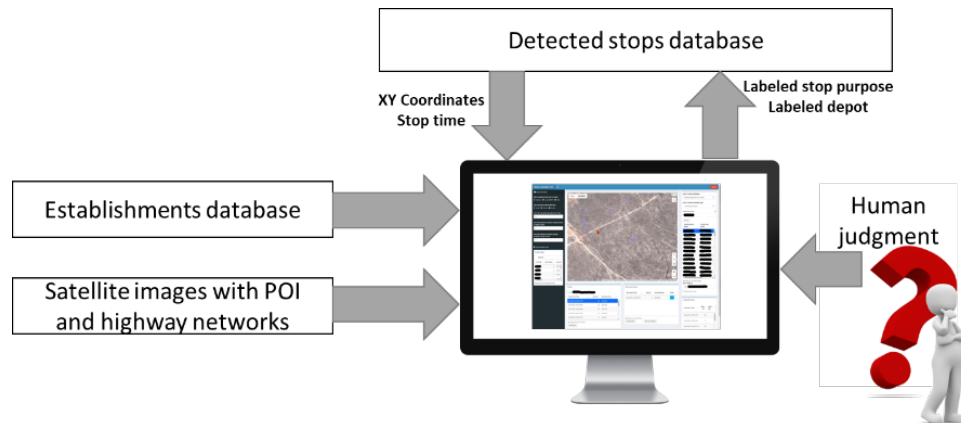 Detected stops database
XY Coordinates
Stop time
Labeled stop purpose
Labeled depot
Establishments database
Satellite images with POI
and highway networks
Human
judgment